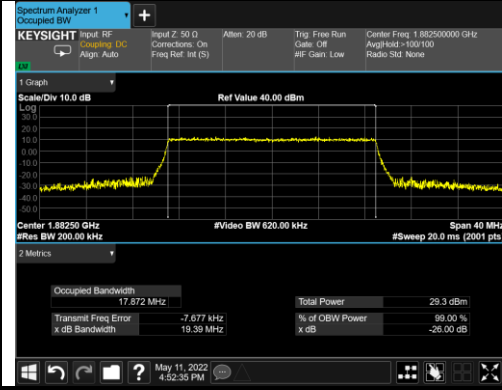 Spectrum Analyzer 1
Occupied BW
KEYSIGHT Input: RF Input Z: 50 Ω Atten: 20 dB Trig: Free Run Center Freq: 1.882500000 GHz
Coupling: DC Corrections: On Gate: Off Avg|Hold:>100/100
Align: Auto Freq Ref: Int (S) #IF Gain: Low Radio Std: None
1 Graph
Scale/Div 10.0 dB Ref Value 40.00 dBm
Log
30.0
20.0
10.0
0.00
-10.0
-20.0
-30.0
-40.0
-50.0
Center 1.88250 GHz #Video BW 620.00 kHz Span 40 MHz
#Res BW 200.00 kHz #Sweep 20.0 ms (2001 pts
2 Metrics
Occupied Bandwidth
17.872 MHz Total Power 29.3 dBm
Transmit Freq Error -7.677 kHz % of OBW Power 99.00 %
x dB Bandwidth 19.39 MHz x dB -26.00 dB
May 11, 2022
4:52:35 PM